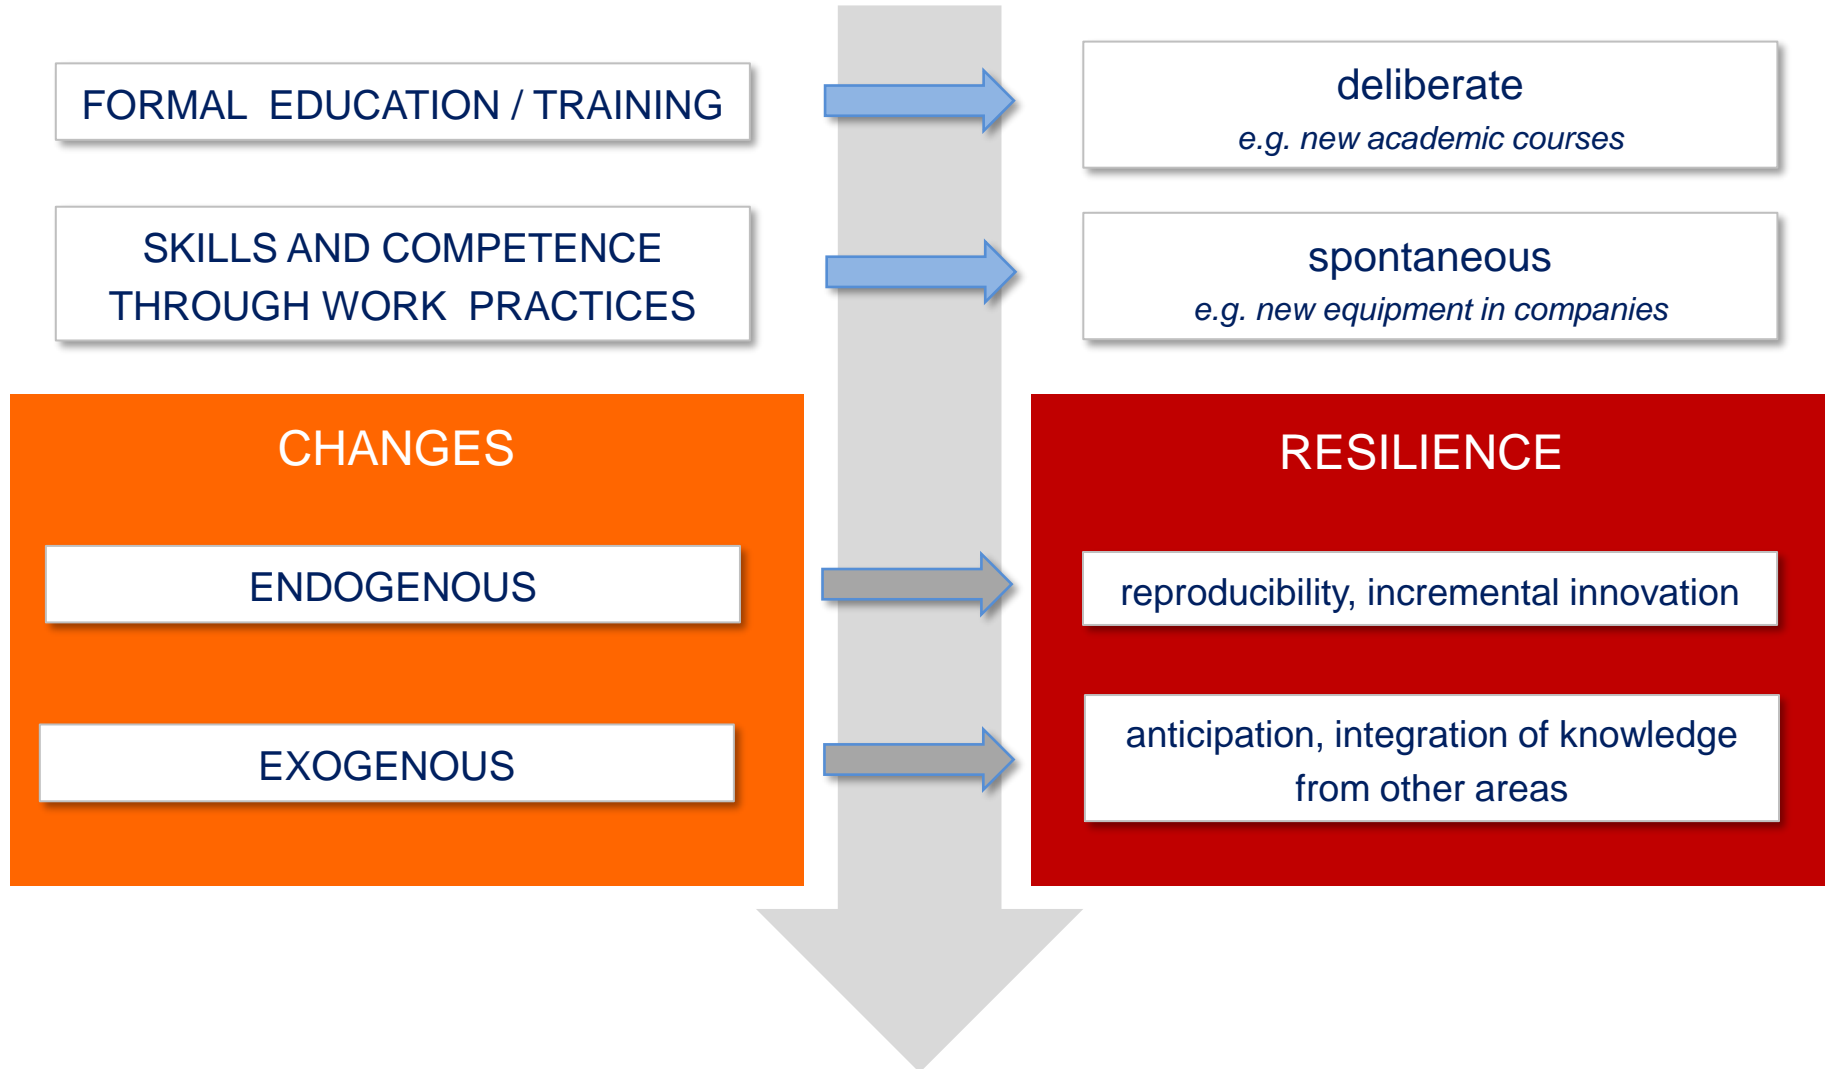 FORMAL EDUCATION / TRAINING
deliberate
e.g. new academic courses
SKILLS AND COMPETENCE
THROUGH WORK PRACTICES
spontaneous
e.g. new equipment in companies
CHANGES
RESILIENCE
ENDOGENOUS
reproducibility, incremental innovation
EXOGENOUS
anticipation, integration of knowledge
from other areas